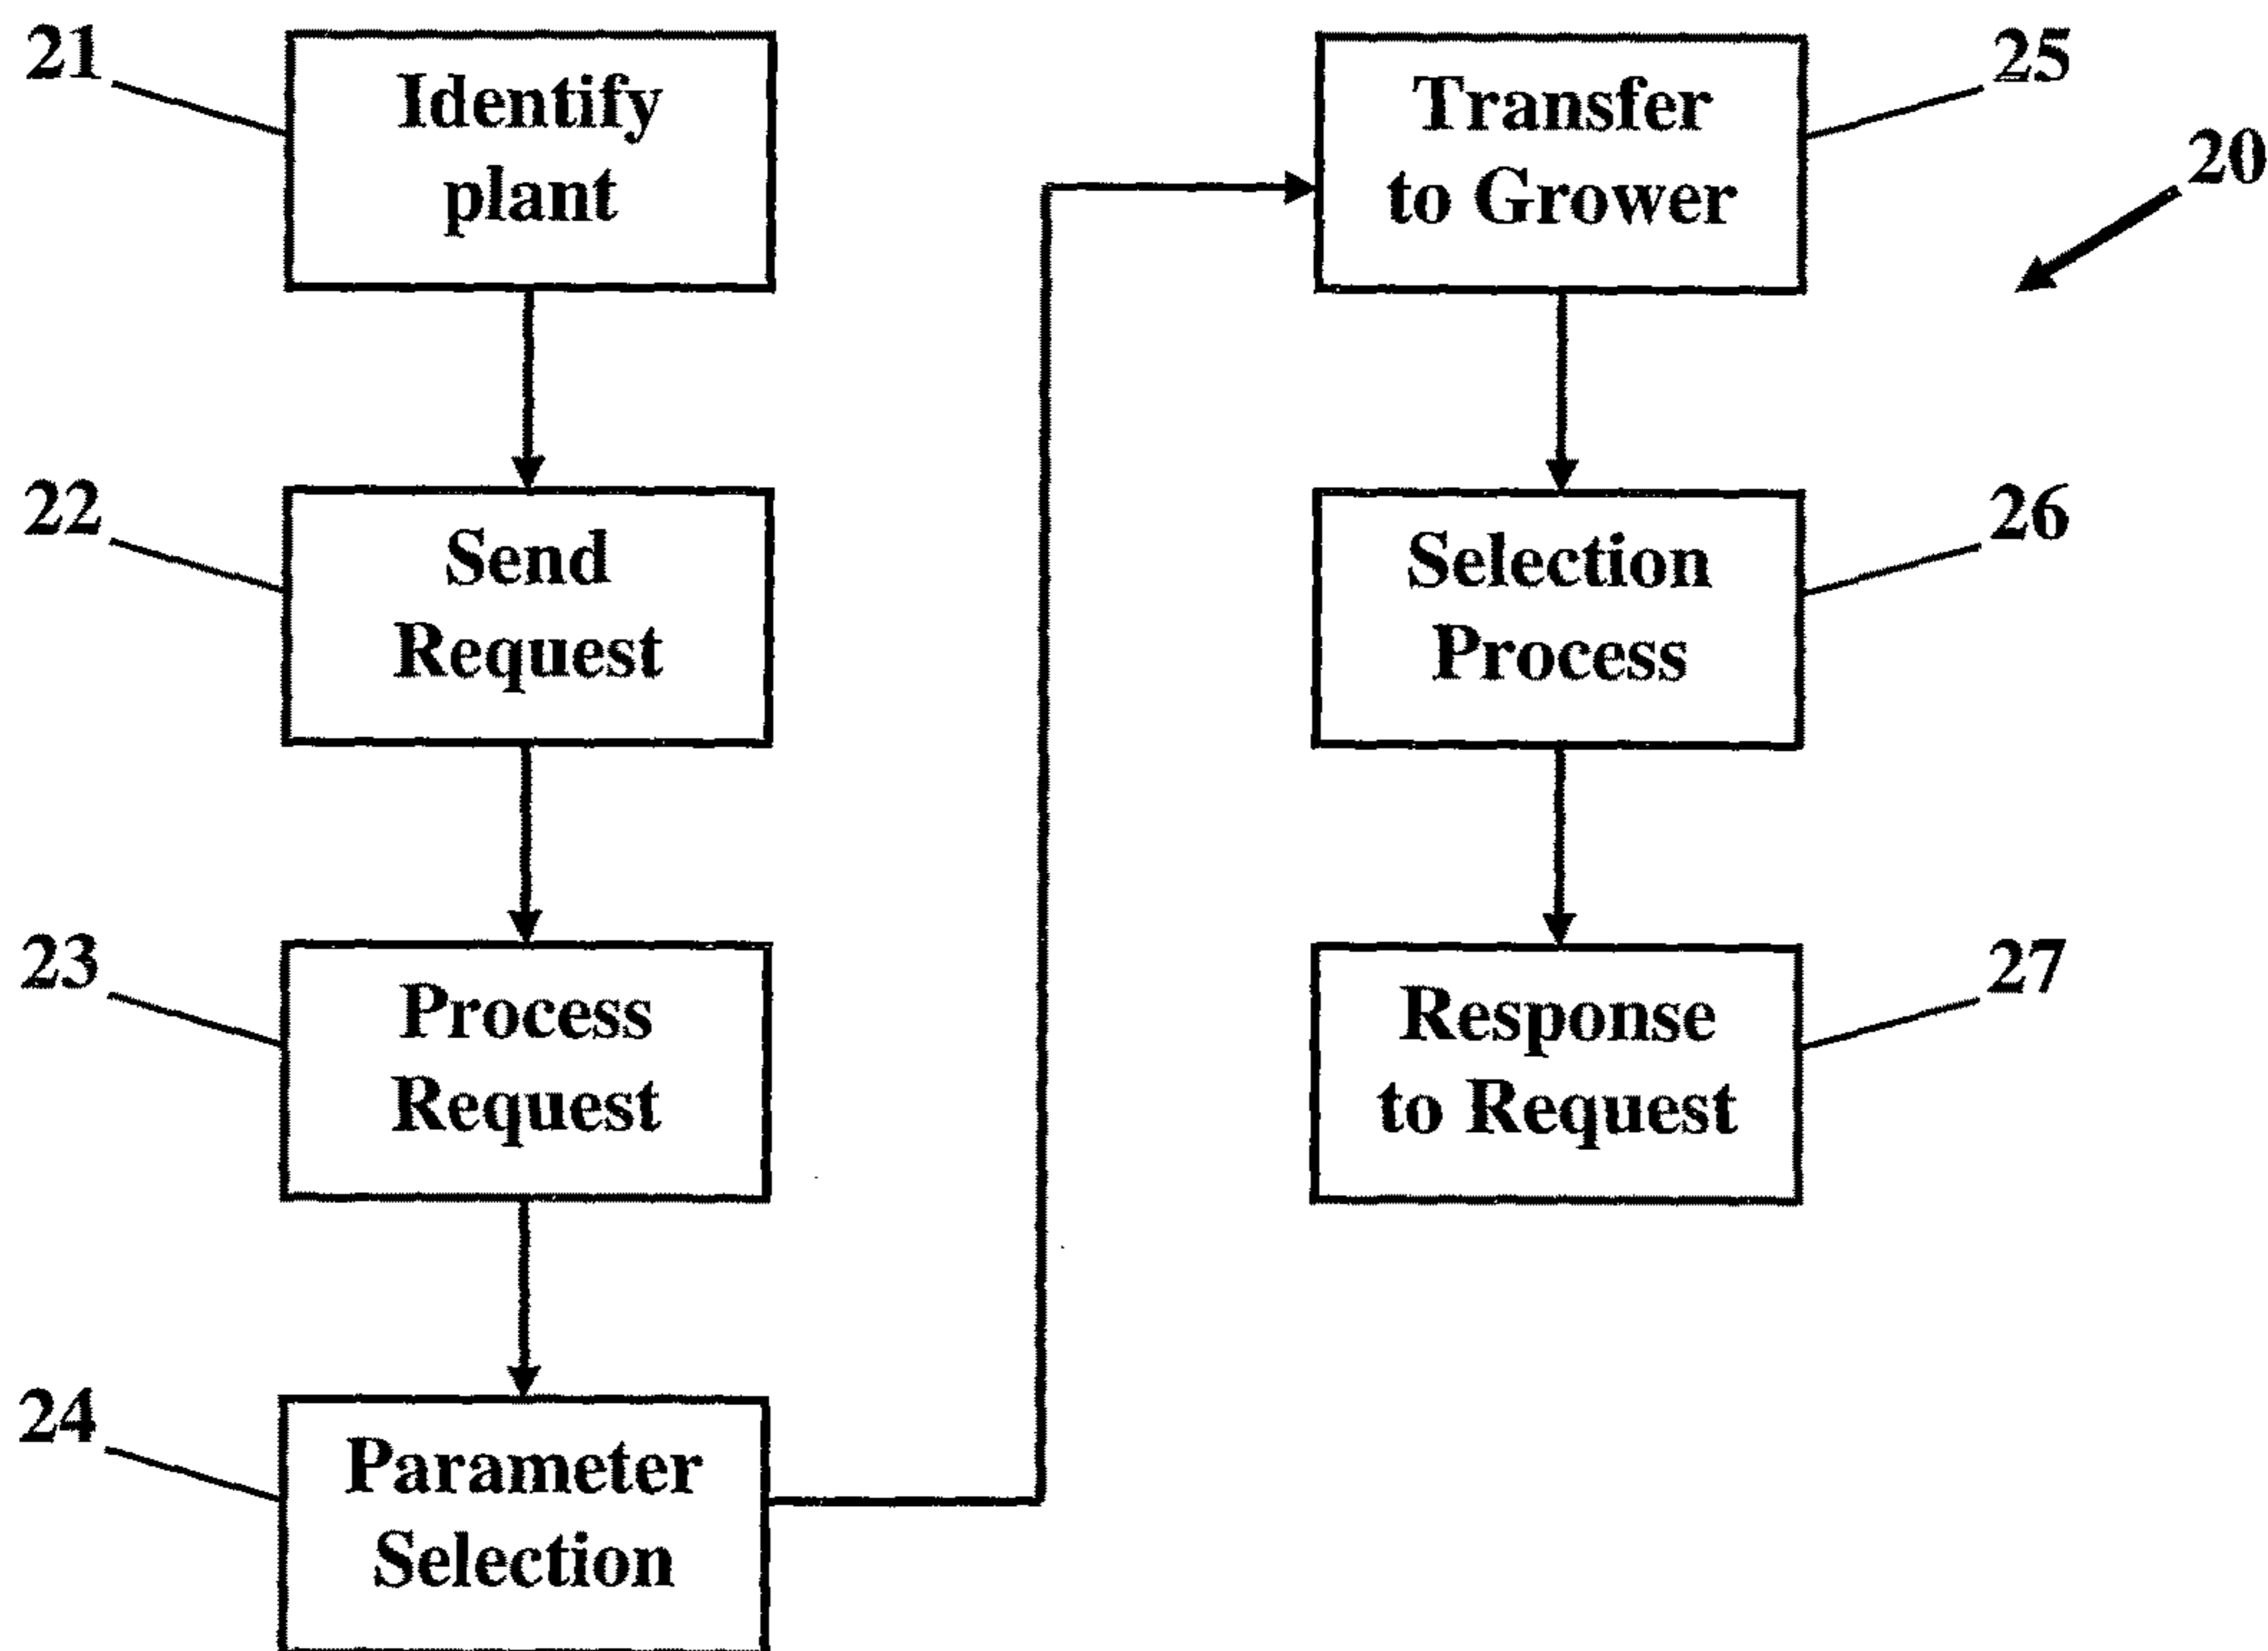 21
Identify
plant
22
Send
Request
23
Process
Request
24
Parameter
Selection
25
Transfer
to Grower
20
26
Selection
Process
27
Response
to Request